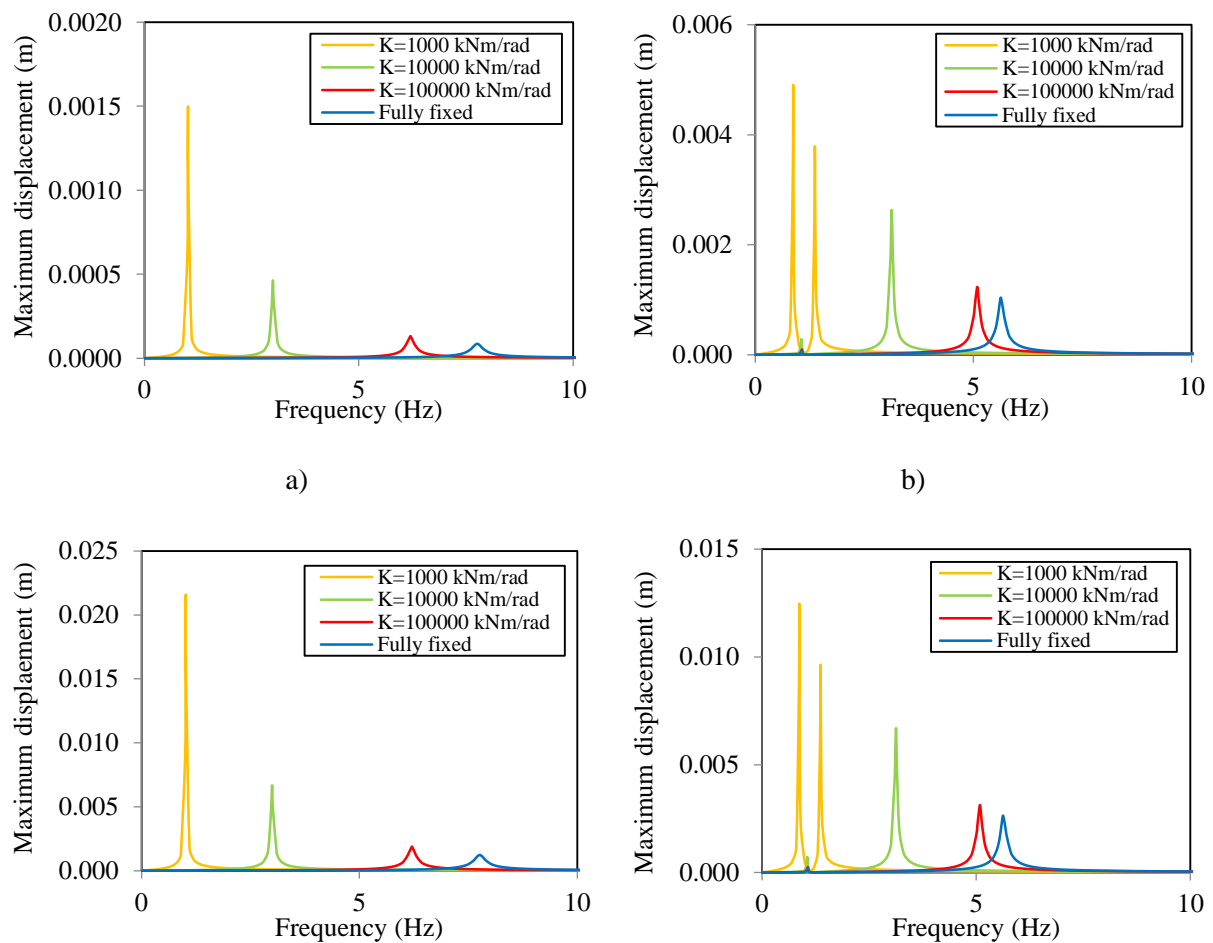 0.0020
0.0015
0.0010
0.0005
0.0000
Maximum displacement (m)
K=1000 kNm/rad
K=10000 kNm/rad
K=100000 kNm/rad
Fully fixed
0 5 10
Frequency (Hz)
a)
0.006
0.004
0.002
0.000
Maximum displacement (m)
K=1000 kNm/rad
K=10000 kNm/rad
K=100000 kNm/rad
Fully fixed
0 5 10
Frequency (Hz)
b)
0.025
0.020
0.015
0.010
0.005
0.000
Maximum displacement (m)
K=1000 kNm/rad
K=10000 kNm/rad
K=100000 kNm/rad
Fully fixed
0 5 10
Frequency (Hz)
0.015
0.010
0.005
0.000
Maximum displacement (m)
K=1000 kNm/rad
K=10000 kNm/rad
K=100000 kNm/rad
Fully fixed
0 5 10
Frequency (Hz)